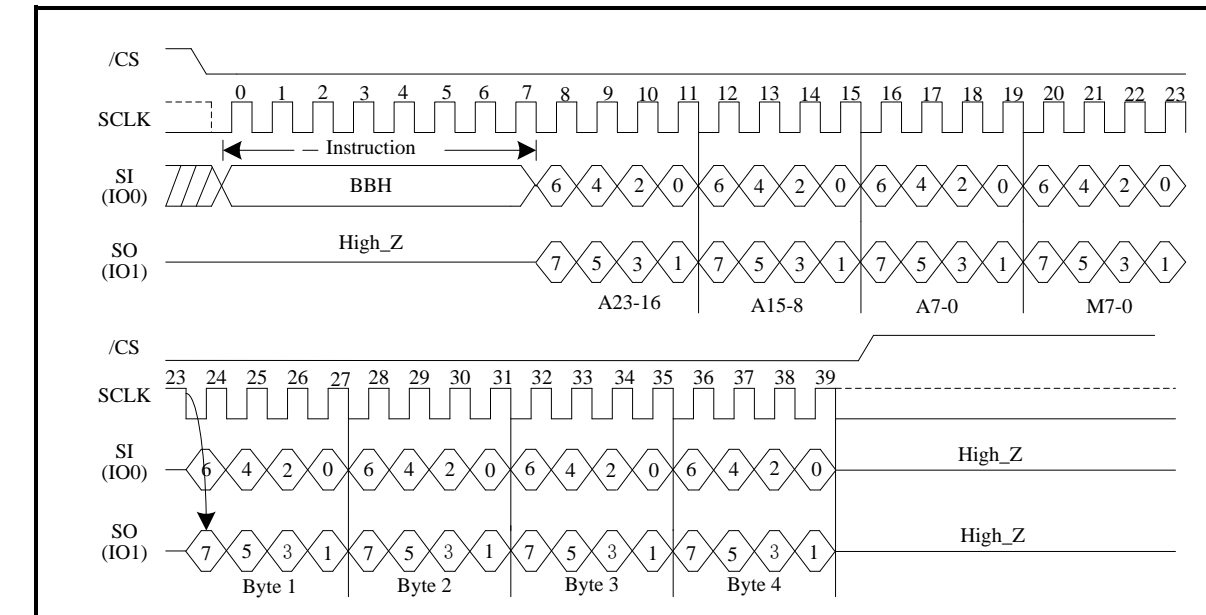 /CS
0 1 2 3 4 5 6 7 8 9 10 11 12 13 14 15 16 17 18 19 20 21 22 23
SCLK
Instruction
SI
(IO0)
BBH 6 4 2 0 6 4 2 0 6 4 2 0 6 4 2 0
High_Z
SO
(IO1)
7 5 3 1 7 5 3 1 7 5 3 1 7 5 3 1
A23-16 A15-8 A7-0 M7-0
/CS
23 24 25 26 27 28 29 30 31 32 33 34 35 36 37 38 39
SCLK
SI
(IO0)
6 4 2 0 6 4 2 0 6 4 2 0 6 4 2 0 High_Z
SO
(IO1)
7 5 3 1 7 5 3 1 7 5 3 1 7 5 3 1 High_Z
Byte 1 Byte 2 Byte 3 Byte 4